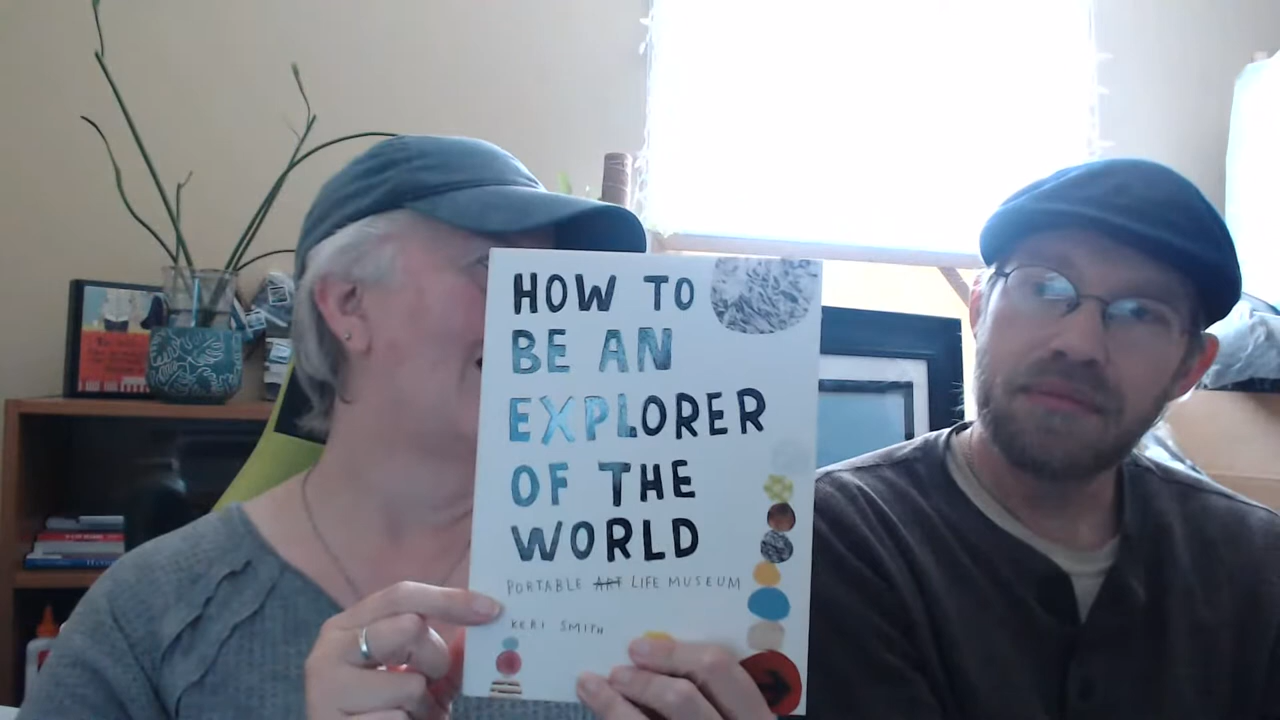 HOW TO
BE AN
EXPLORER
OF THE
WORLD
PORTABLE ART LIFE MUSEUM
KERI SMITH